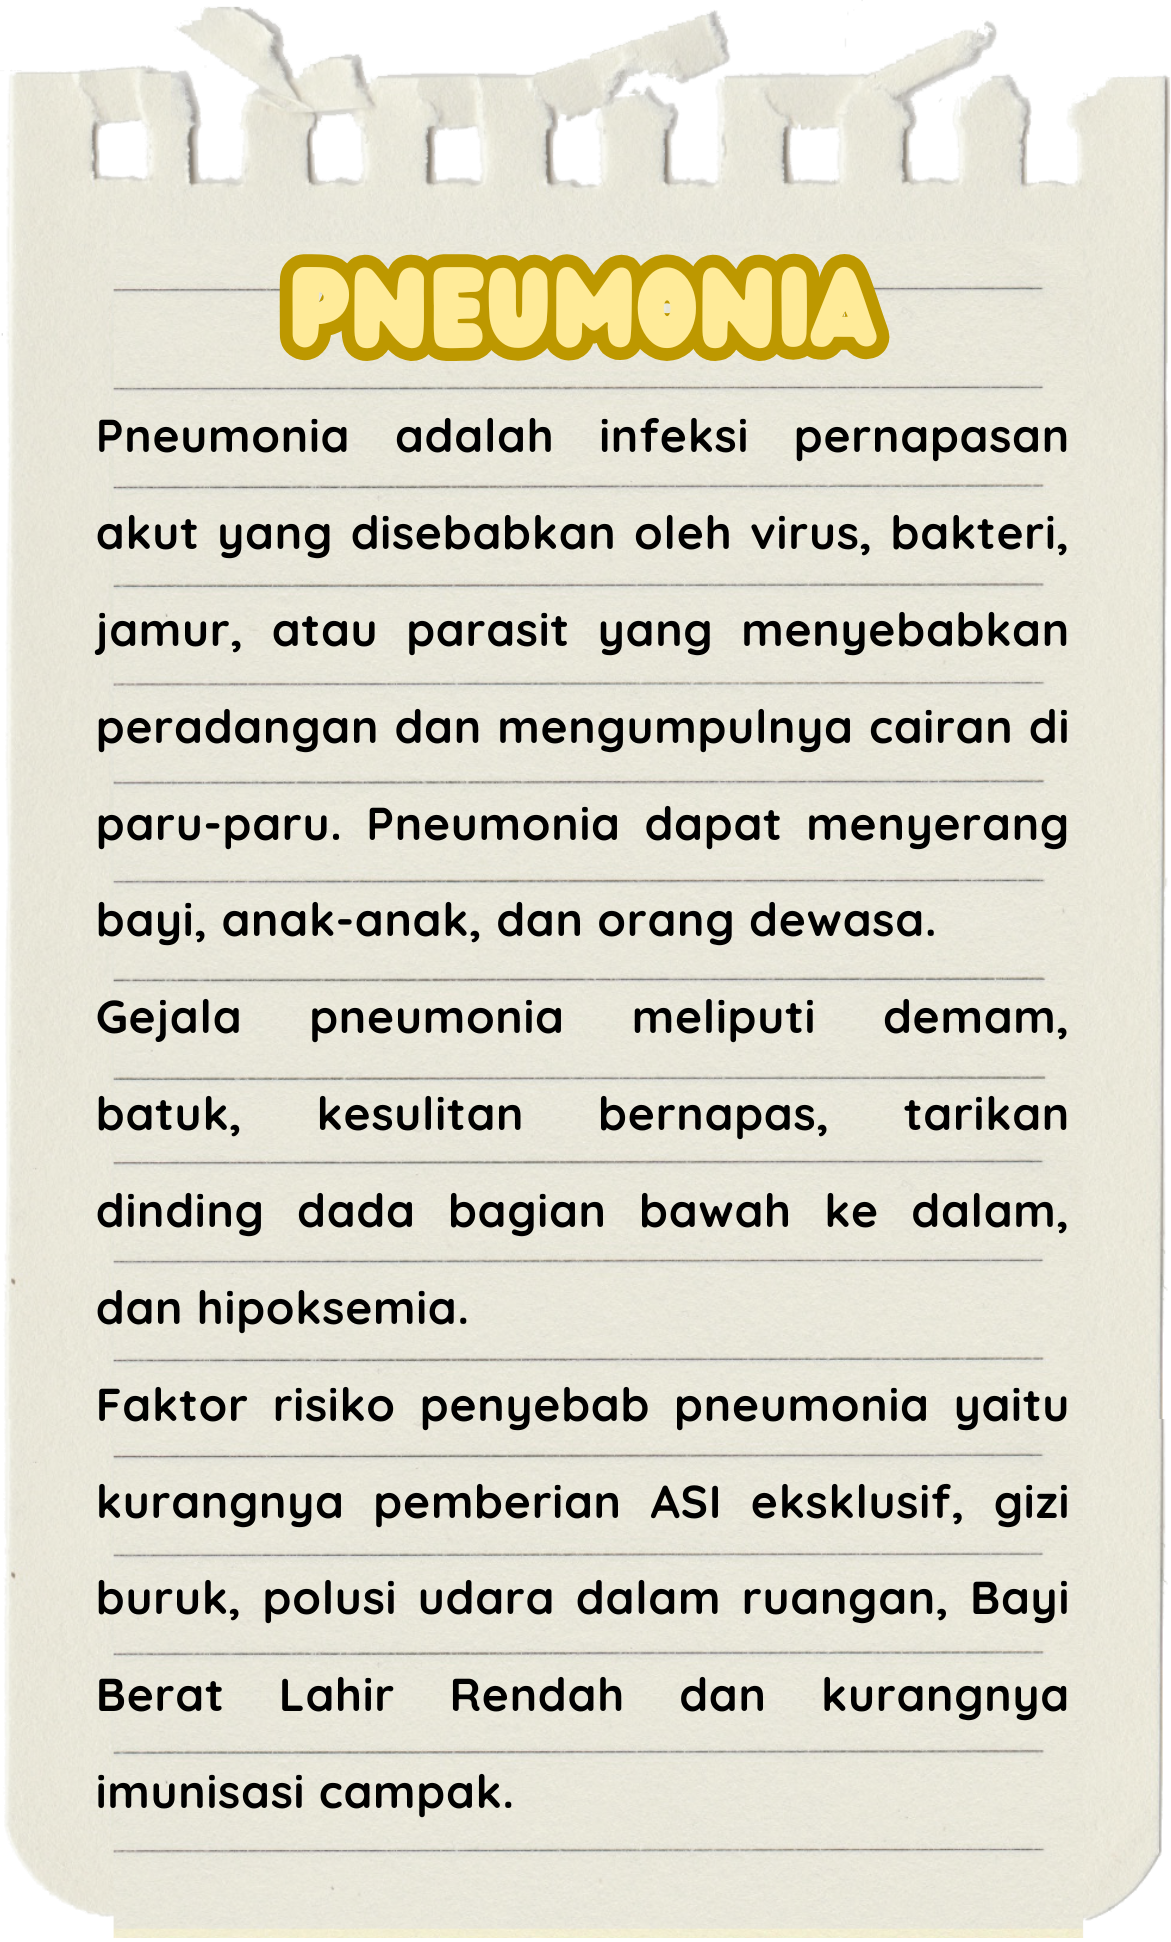 PNEUMONIA
Pneumonia adalah infeksi pernapasan
akut yang disebabkan oleh virus, bakteri,
jamur, atau parasit yang menyebabkan
peradangan dan mengumpulnya cairan di
paru-paru. Pneumonia dapat menyerang
bayi, anak-anak, dan orang dewasa.
Gejala pneumonia meliputi demam,
batuk, kesulitan bernapas, tarikan
dinding dada bagian bawah ke dalam,
dan hipoksemia.
Faktor risiko penyebab pneumonia yaitu
kurangnya pemberian ASI eksklusif, gizi
buruk, polusi udara dalam ruangan, Bayi
Berat Lahir Rendah dan kurangnya
imunisasi campak.